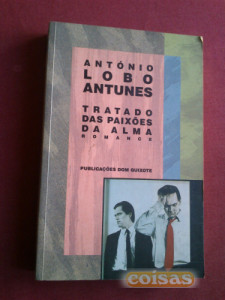 ANTÓNIO
LOBO
ANTUNES
TRATADO
DAS PAIXÕES
DA ALMA
ROMANCE
PUBLICAÇÕES DOM QUIXOTE
coisas